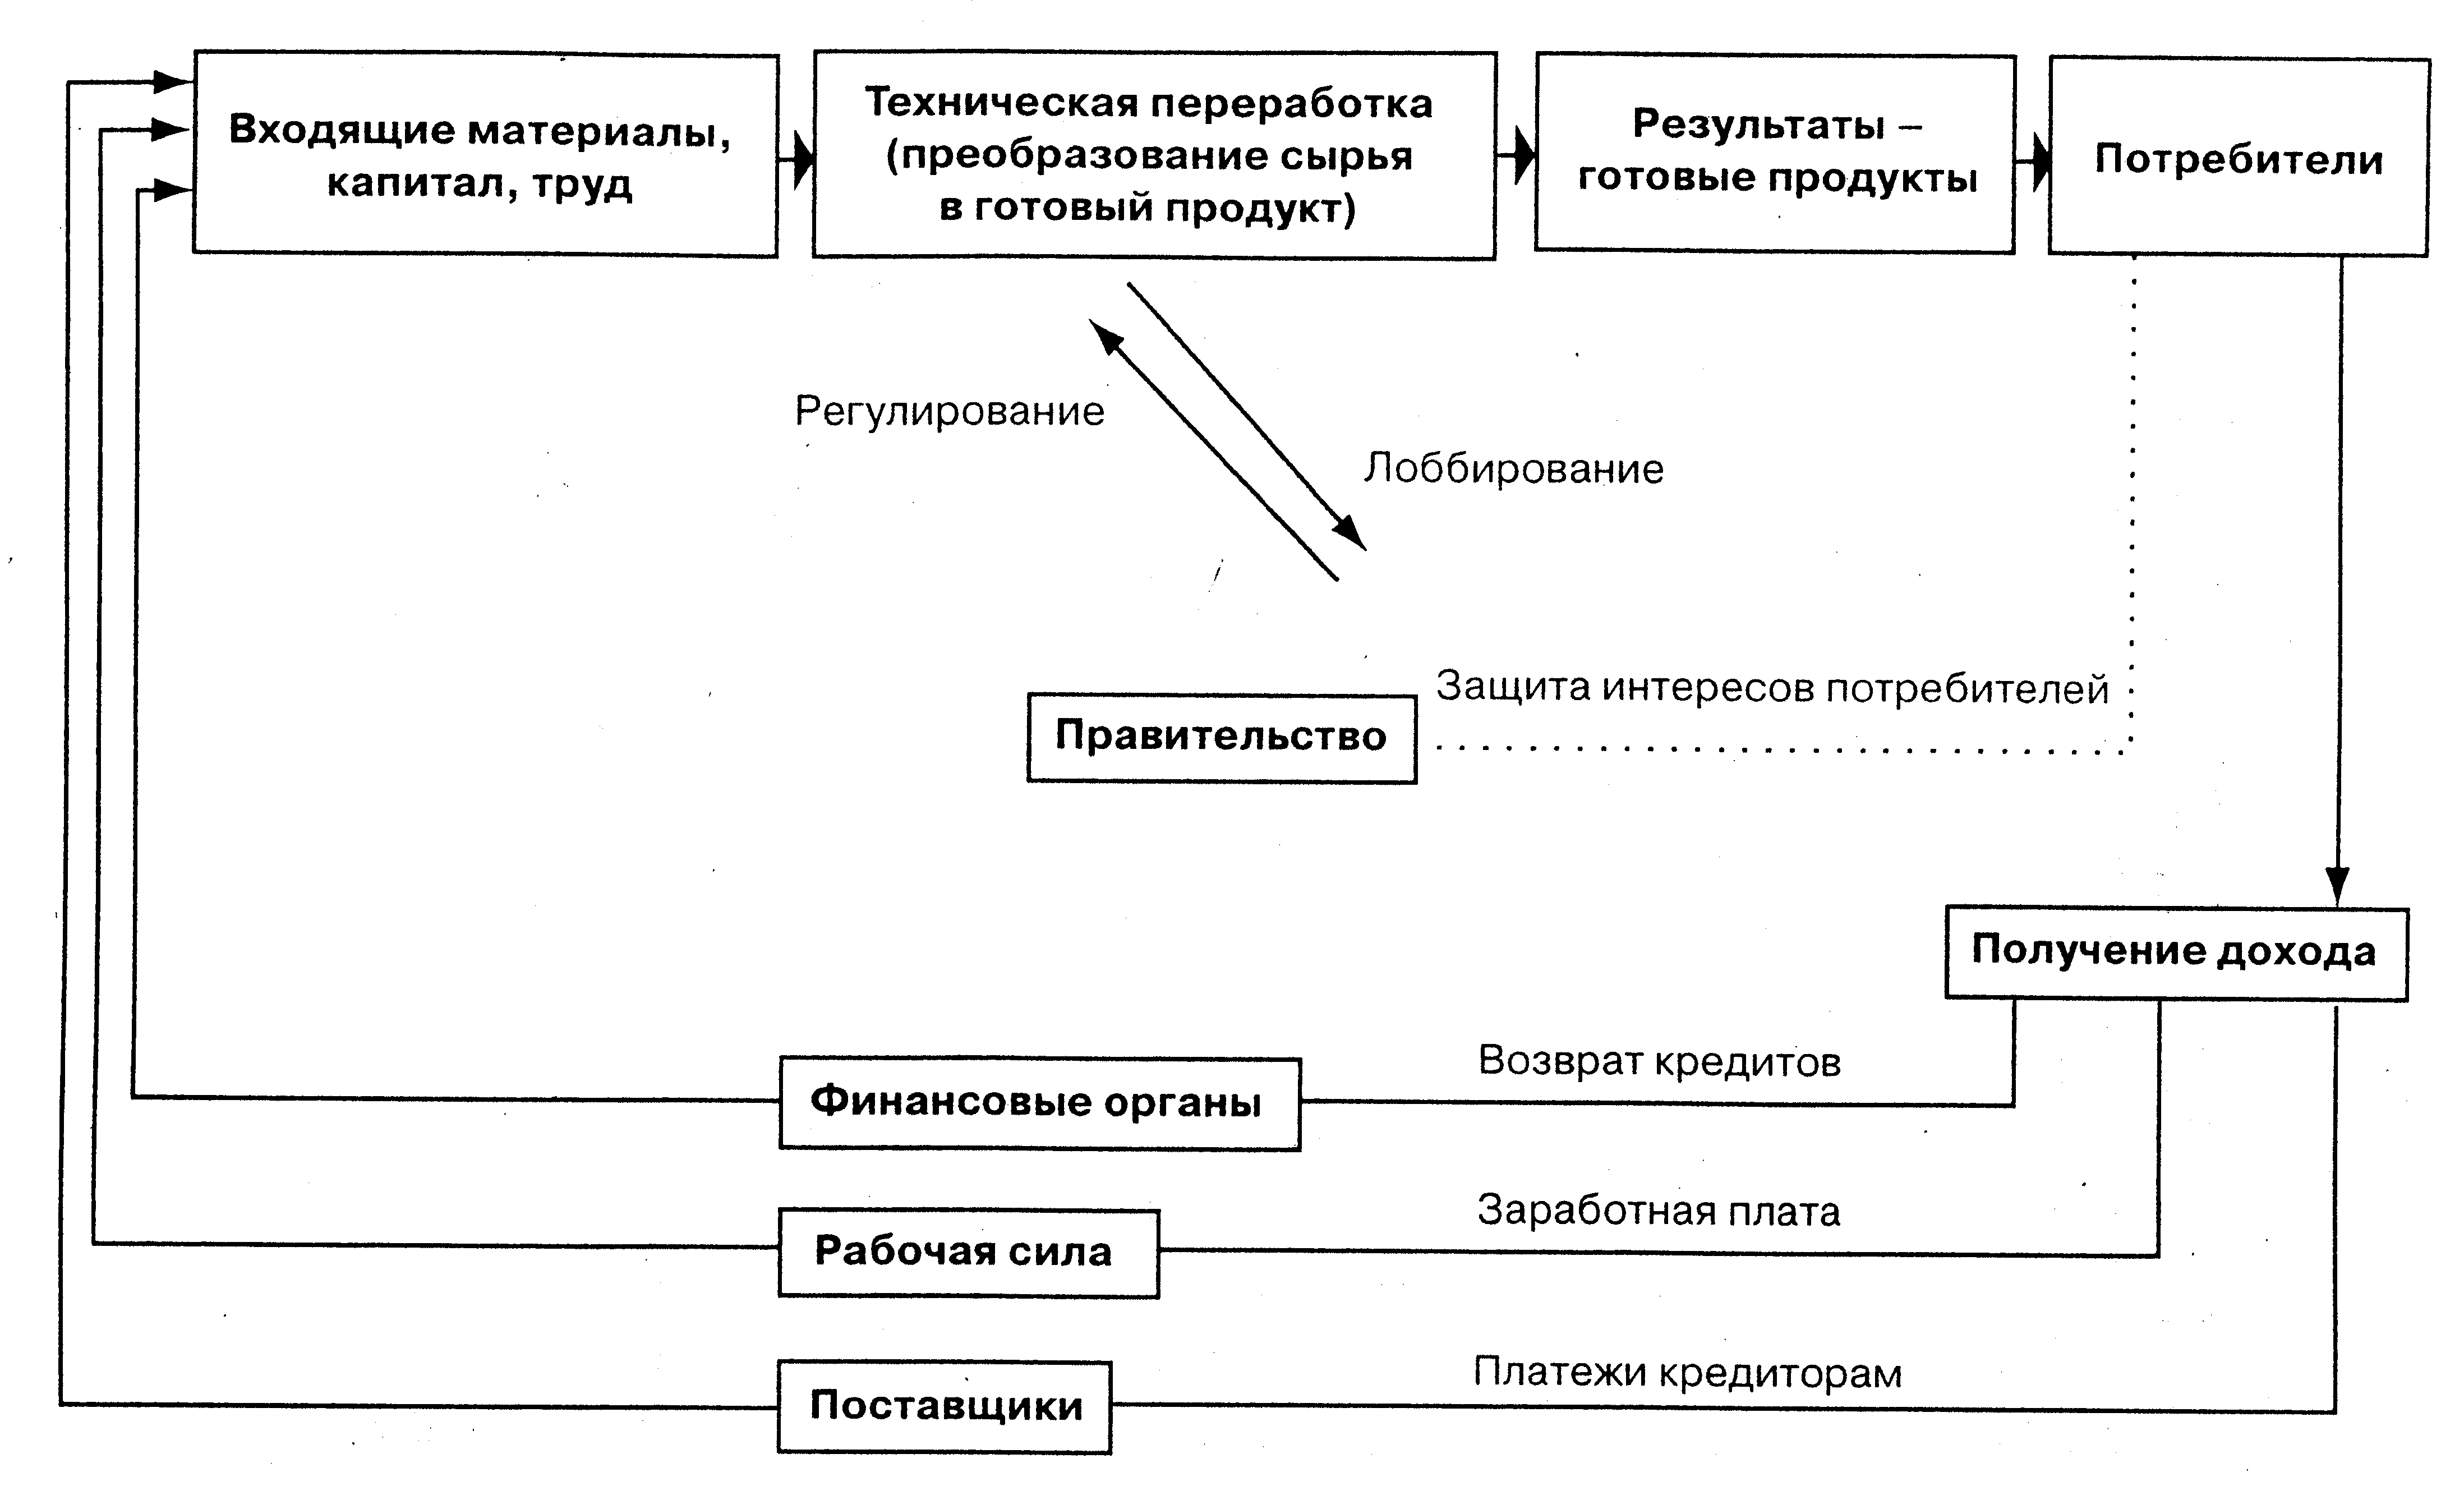 Входящие материалы,
капитал, труд
Техническая переработка
(преобразование сырья
в готовый продукт)
Результаты –
готовые продукты
Потребители
Регулирование
Лоббирование
Защита интересов потребителей
Правительство
Получение дохода
Возврат кредитов
Финансовые органы
Заработная плата
Рабочая сила
Платежи кредиторам
Поставщики